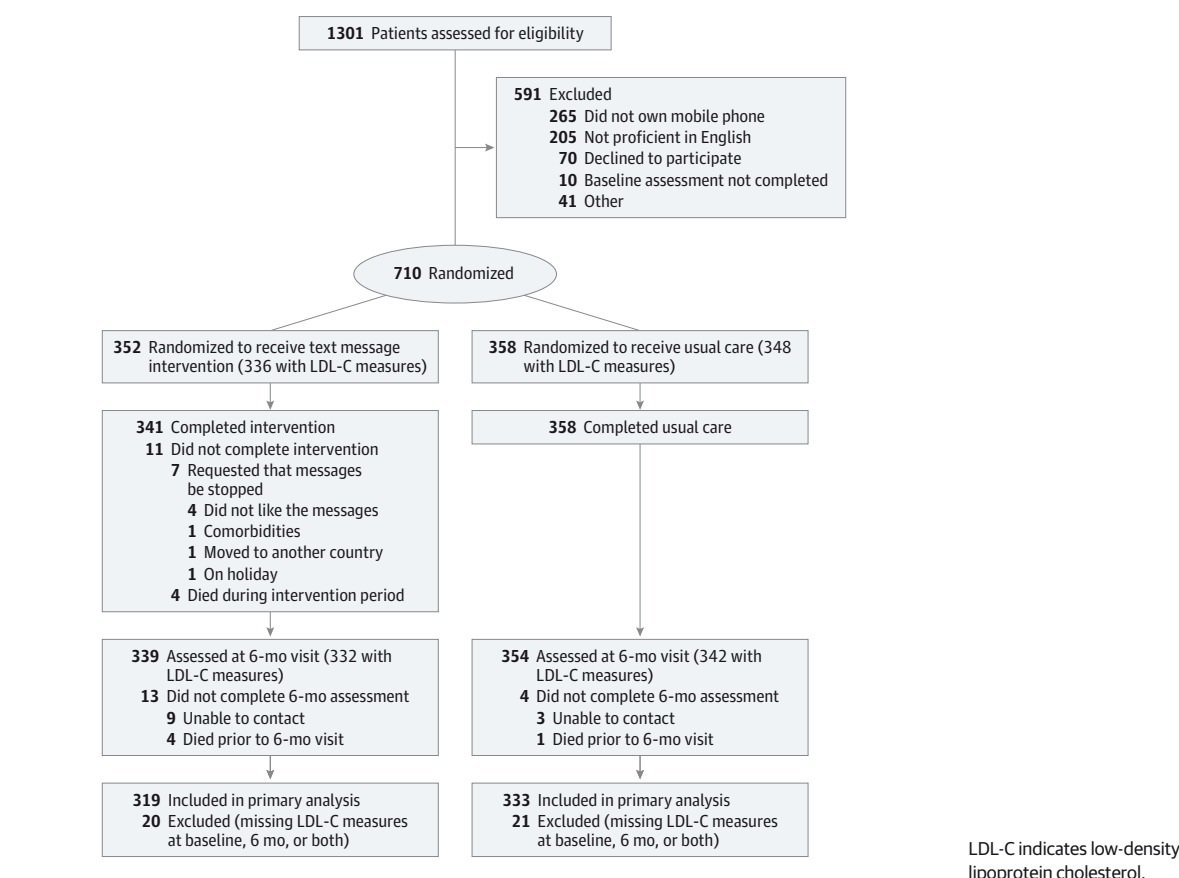 1301 Patients assessed for eligibility
591 Excluded
265 Did not own mobile phone
205 Not proficient in English
70 Declined to participate
10 Baseline assessment not completed
41 Other
710 Randomized
352 Randomized to receive text message
intervention (336 with LDL-C measures)
358 Randomized to receive usual care (348
with LDL-C measures)
341 Completed intervention
11 Did not complete intervention
7 Requested that messages
be stopped
4 Did not like the messages
1 Comorbidities
1 Moved to another country
1 On holiday
4 Died during intervention period
358 Completed usual care
339 Assessed at 6-mo visit (332 with
LDL-C measures)
13 Did not complete 6-mo assessment
9 Unable to contact
4 Died prior to 6-mo visit
354 Assessed at 6-mo visit (342 with
LDL-C measures)
4 Did not complete 6-mo assessment
3 Unable to contact
1 Died prior to 6-mo visit
319 Included in primary analysis
20 Excluded (missing LDL-C measures
at baseline, 6 mo, or both)
333 Included in primary analysis
21 Excluded (missing LDL-C measures
at baseline, 6 mo, or both)
LDL-C indicates low-density
lipoprotein cholesterol.